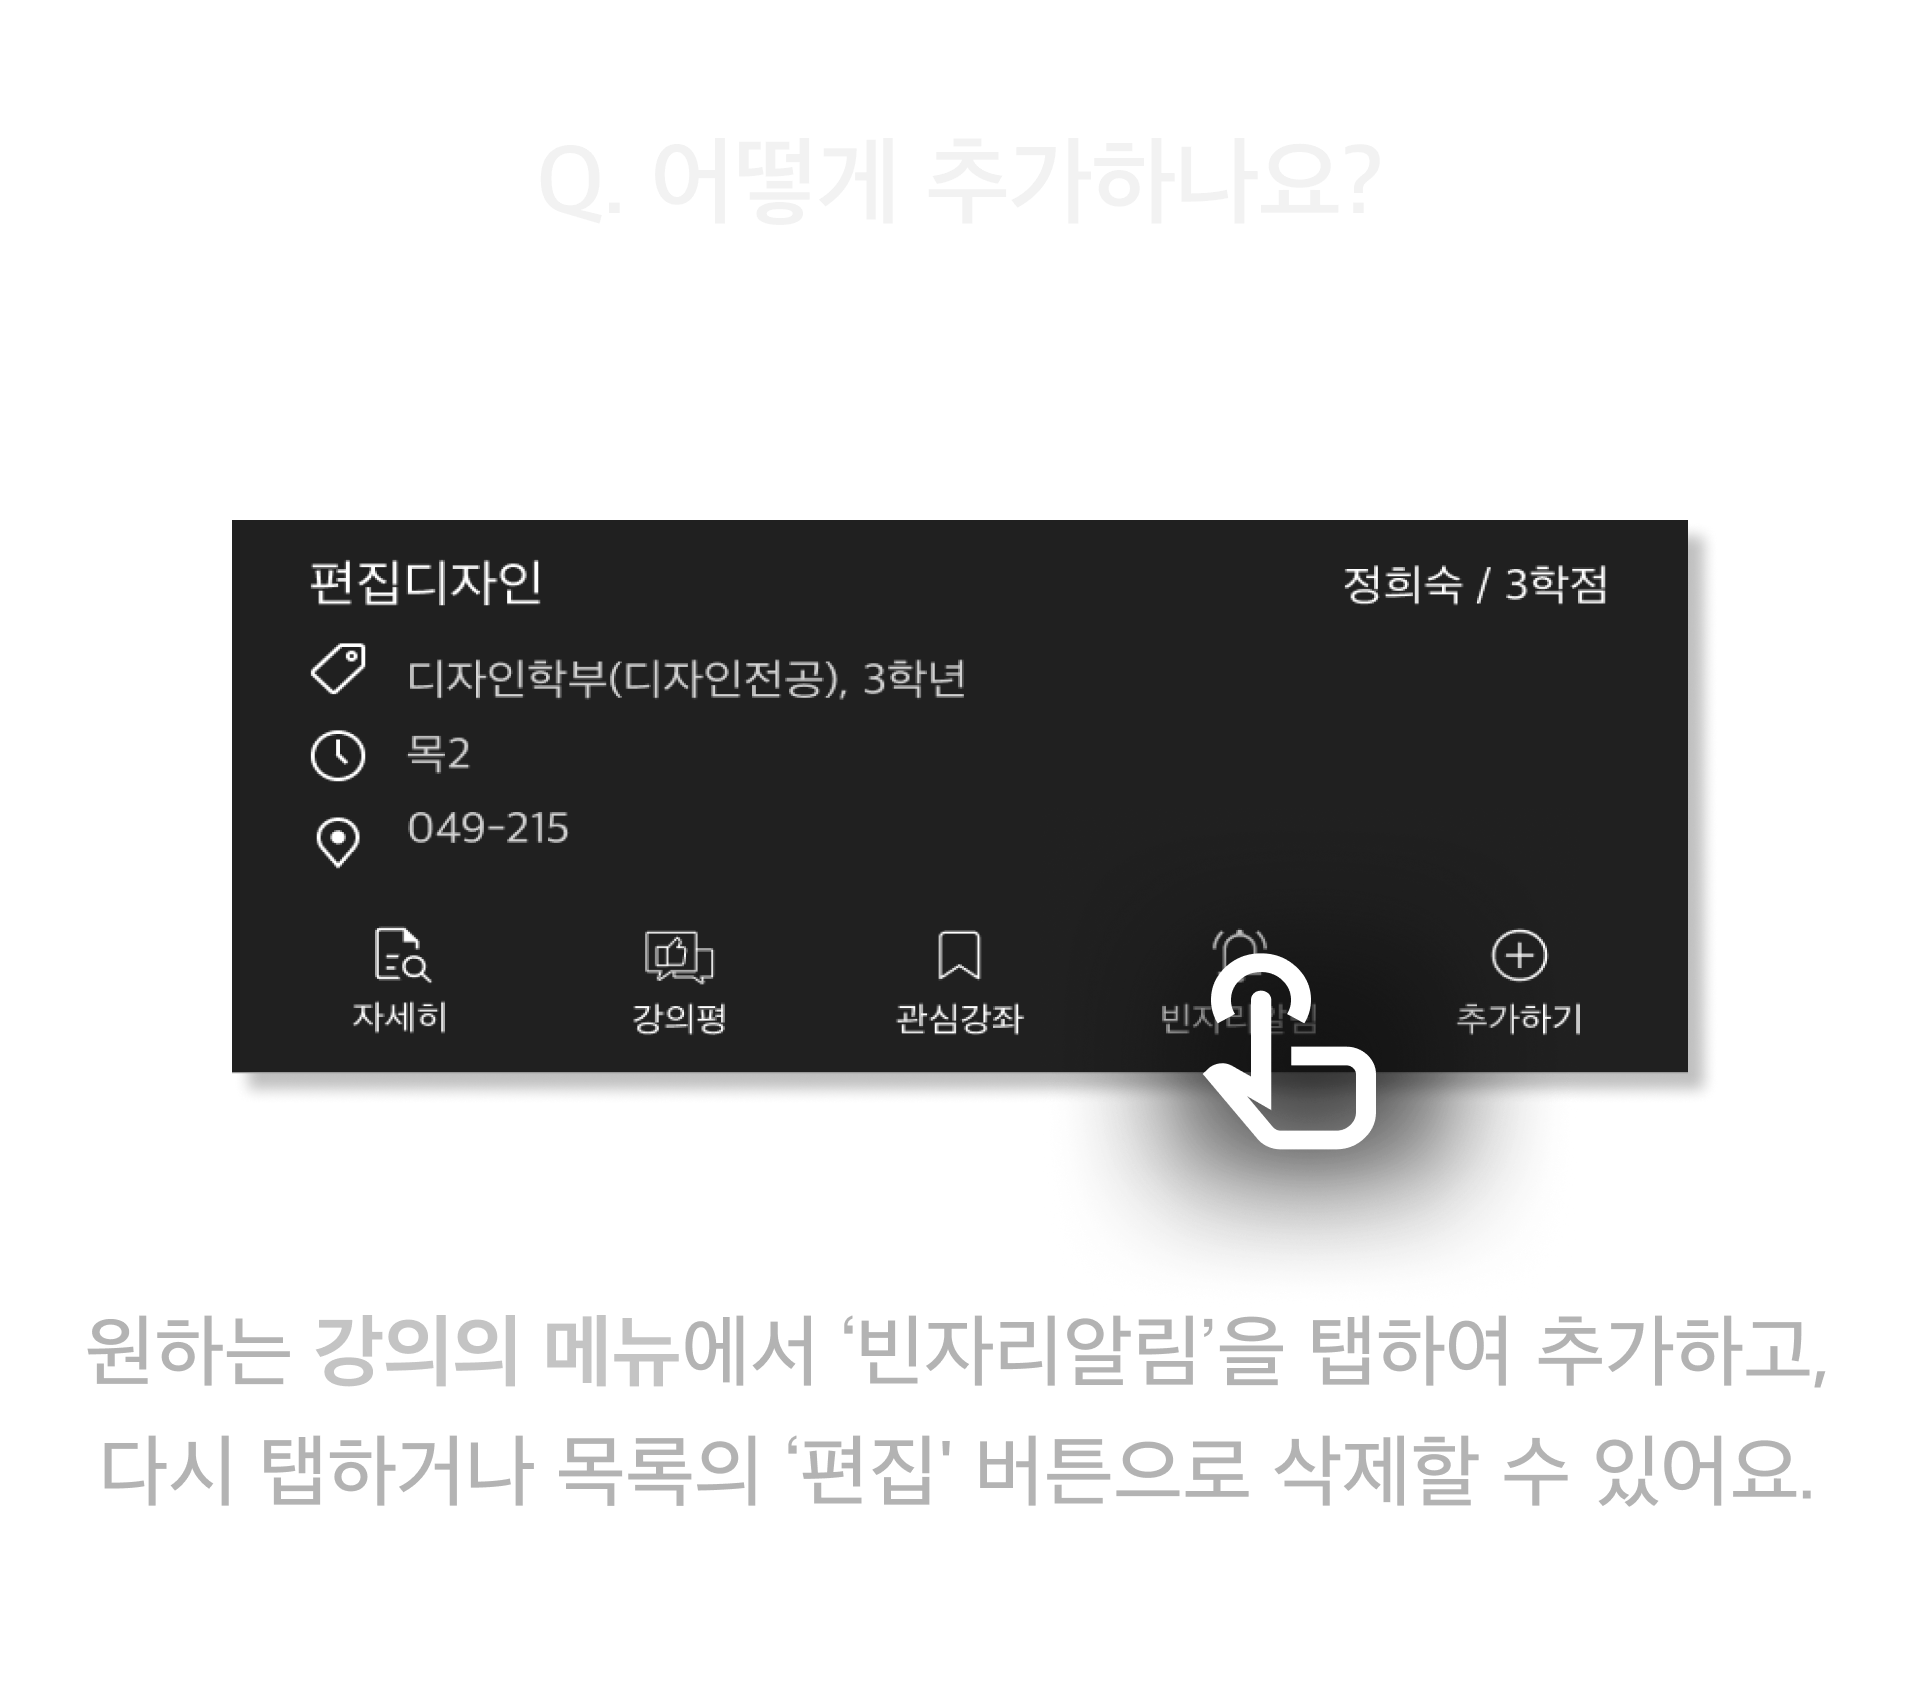 Q. 어떻게 추가하나요?
편집디자인
정희숙 / 3학점
디자인학부(디자인전공), 3학년
목2
049-215
자세히
강의평
관심강좌
빈자리알림
추가하기
원하는 강의의 메뉴에서 ‘빈자리알림’을 탭하여 추가하고,
다시 탭하거나 목록의 ‘편집' 버튼으로 삭제할 수 있어요.